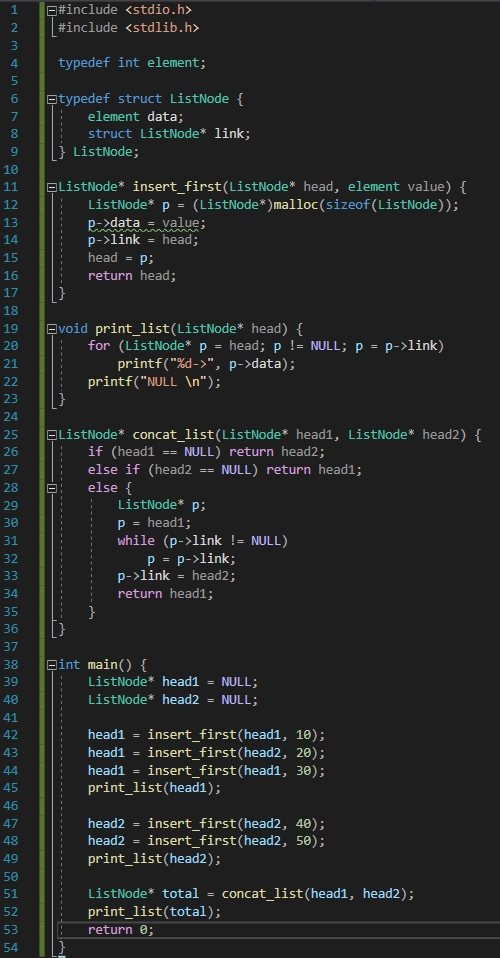 1 #include <stdio.h>
2 #include <stdlib.h>
3
4 typedef int element;
5
6 typedef struct ListNode {
7     element data;
8     struct ListNode* link;
9 } ListNode;
10
11 ListNode* insert_first(ListNode* head, element value) {
12     ListNode* p = (ListNode*)malloc(sizeof(ListNode));
13     p->data = value;
14     p->link = head;
15     head = p;
16     return head;
17 }
18
19 void print_list(ListNode* head) {
20     for (ListNode* p = head; p != NULL; p = p->link)
21         printf("%d->", p->data);
22     printf("NULL \n");
23 }
24
25 ListNode* concat_list(ListNode* head1, ListNode* head2) {
26     if (head1 == NULL) return head2;
27     else if (head2 == NULL) return head1;
28     else {
29         ListNode* p;
30         p = head1;
31         while (p->link != NULL)
32             p = p->link;
33         p->link = head2;
34         return head1;
35     }
36 }
37
38 int main() {
39     ListNode* head1 = NULL;
40     ListNode* head2 = NULL;
41
42     head1 = insert_first(head1, 10);
43     head1 = insert_first(head2, 20);
44     head1 = insert_first(head1, 30);
45     print_list(head1);
46
47     head2 = insert_first(head2, 40);
48     head2 = insert_first(head2, 50);
49     print_list(head2);
50
51     ListNode* total = concat_list(head1, head2);
52     print_list(total);
53     return 0;
54 }